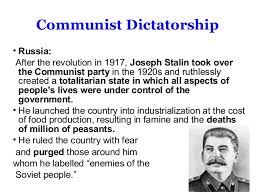 Communist Dictatorship
• Russia:
After the revolution in 1917, Joseph Stalin took over
the Communist party in the 1920s and ruthlessly
created a totalitarian state in which all aspects of
people's lives were under control of the
government.
• He launched the country into industrialization at the cost
of food production, resulting in famine and the deaths
of million of peasants.
• He ruled the country with fear
and purged those around him
whom he labelled "enemies of the
Soviet people."